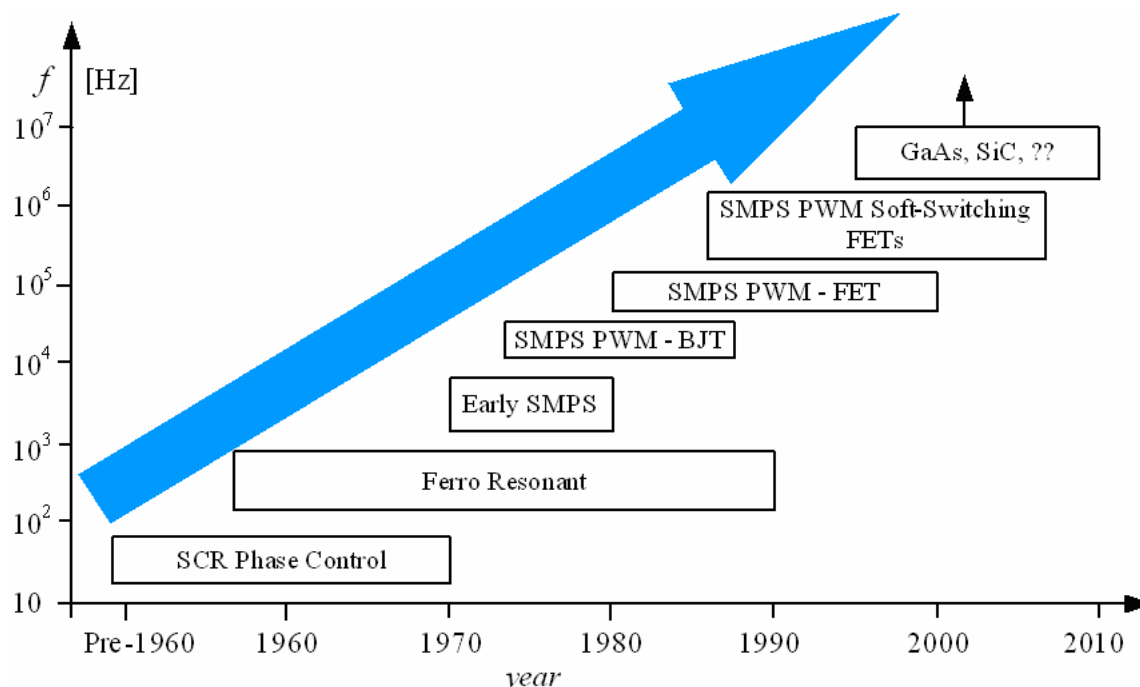 f [Hz]
10⁷
GaAs, SiC, ??
10⁶
SMPS PWM Soft-Switching
FETs
10⁵
SMPS PWM - FET
SMPS PWM - BJT
10⁴
Early SMPS
10³
Ferro Resonant
10²
SCR Phase Control
10
Pre-1960 1960 1970 1980 1990 2000 2010
year